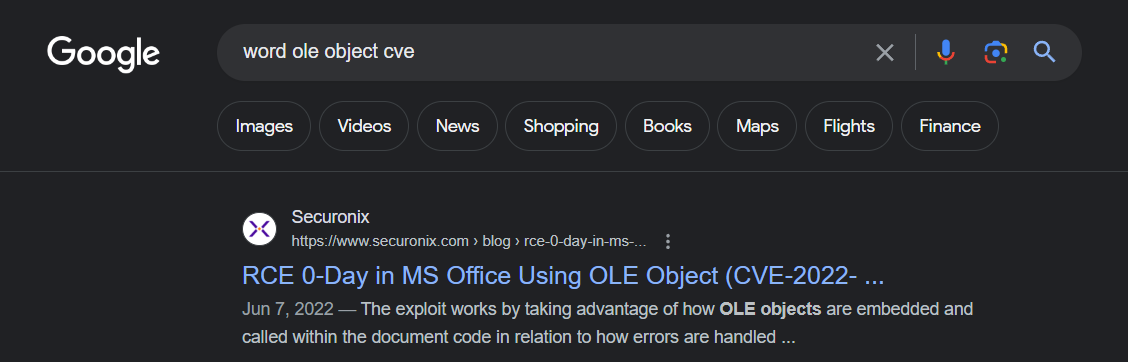 Google
word ole object cve
Images Videos News Shopping Books Maps Flights Finance
Securonix
https://www.securonix.com › blog › rce-0-day-in-ms-...
RCE 0-Day in MS Office Using OLE Object (CVE-2022- ...
Jun 7, 2022 — The exploit works by taking advantage of how OLE objects are embedded and
called within the document code in relation to how errors are handled ...